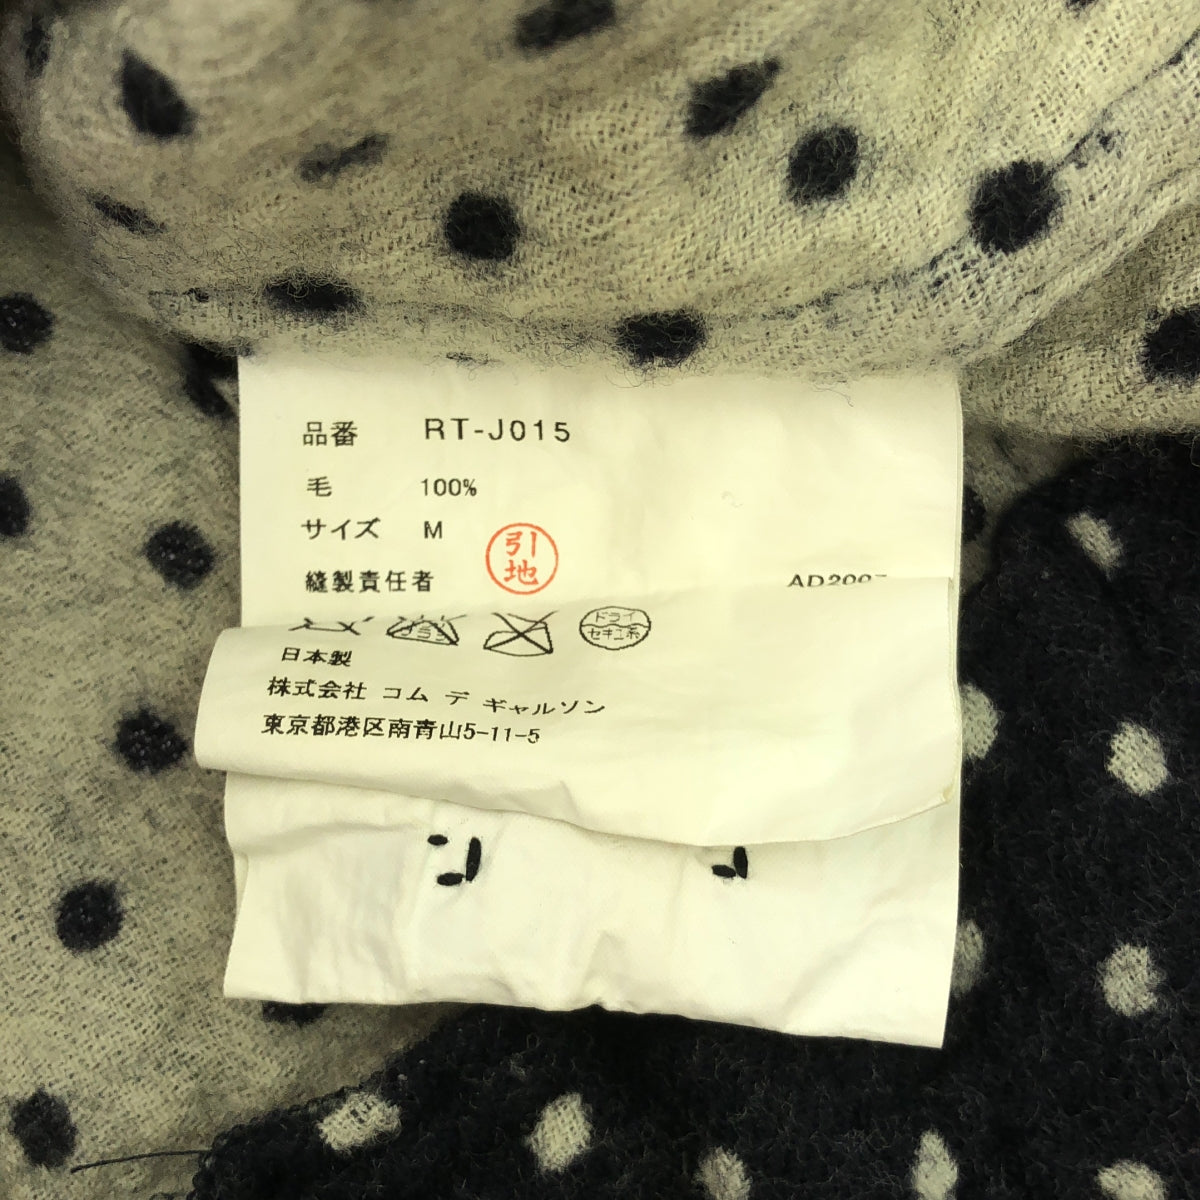 品番 RT-J015
毛 100%
サイズ M
引地
縫製責任者 AD200
ドライ
セキユ系
日本製
株式会社 コム デ ギャルソン
東京都港区南青山5-11-5